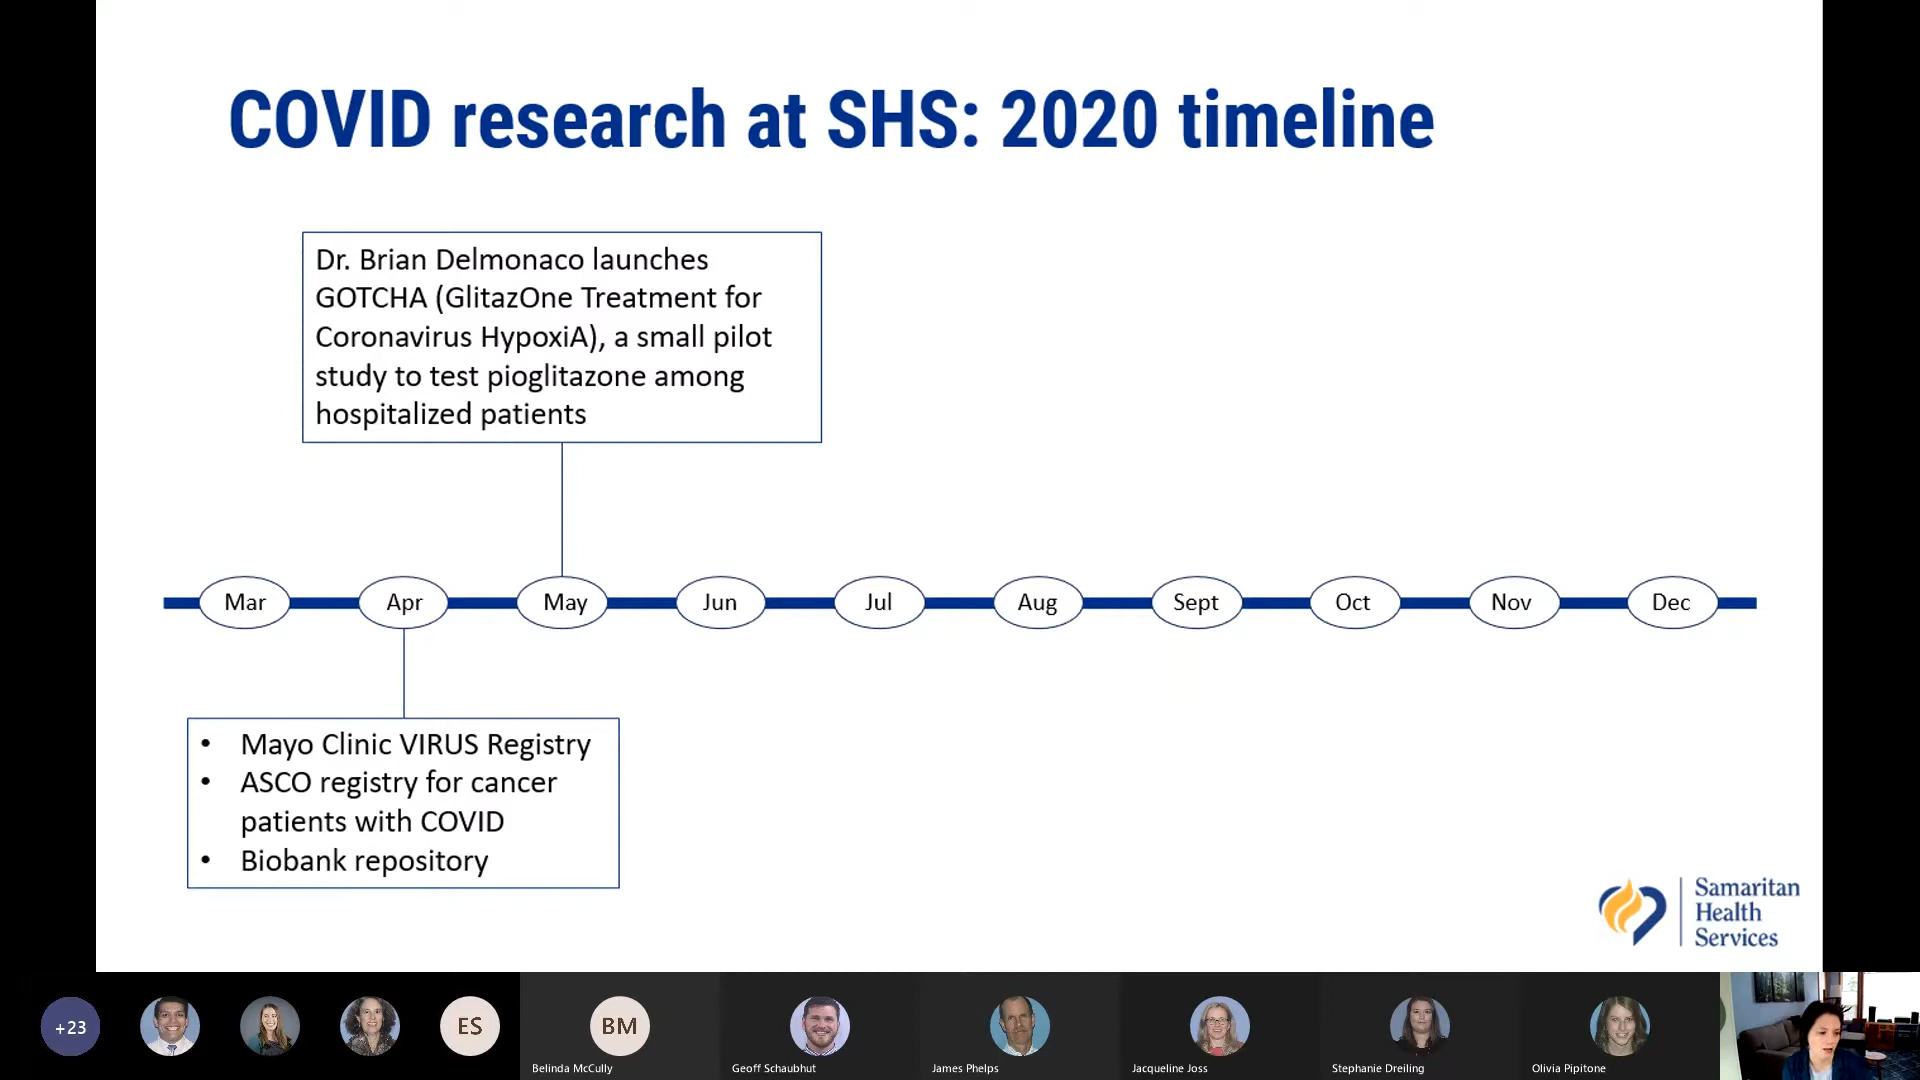 COVID research at SHS: 2020 timeline
Dr. Brian Delmonaco launches
GOTCHA (GlitazOne Treatment for
Coronavirus HypoxiA), a small pilot
study to test pioglitazone among
hospitalized patients
Mar Apr May Jun Jul Aug Sept Oct Nov Dec
• Mayo Clinic VIRUS Registry
• ASCO registry for cancer
patients with COVID
• Biobank repository
Samaritan
Health
Services
+23 ES BM
Belinda McCully Geoff Schaubhut James Phelps Jacqueline Joss Stephanie Dreiling Olivia Pipitone